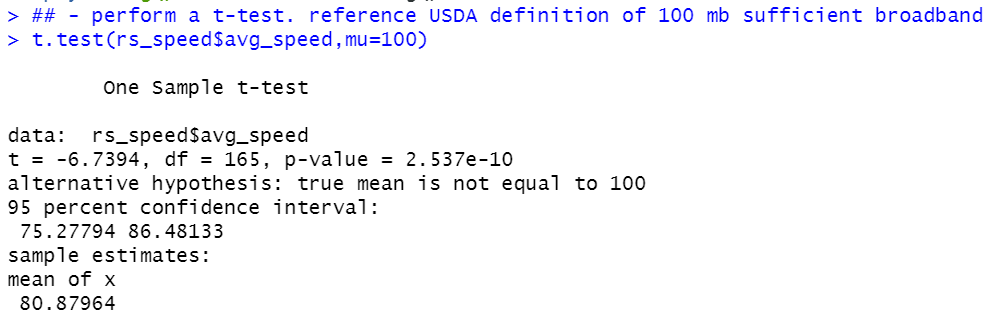 > ## - perform a t-test. reference USDA definition of 100 mb sufficient broadband
> t.test(rs_speed$avg_speed,mu=100)
One Sample t-test
data:  rs_speed$avg_speed
t = -6.7394, df = 165, p-value = 2.537e-10
alternative hypothesis: true mean is not equal to 100
95 percent confidence interval:
75.27794 86.48133
sample estimates:
mean of x
80.87964